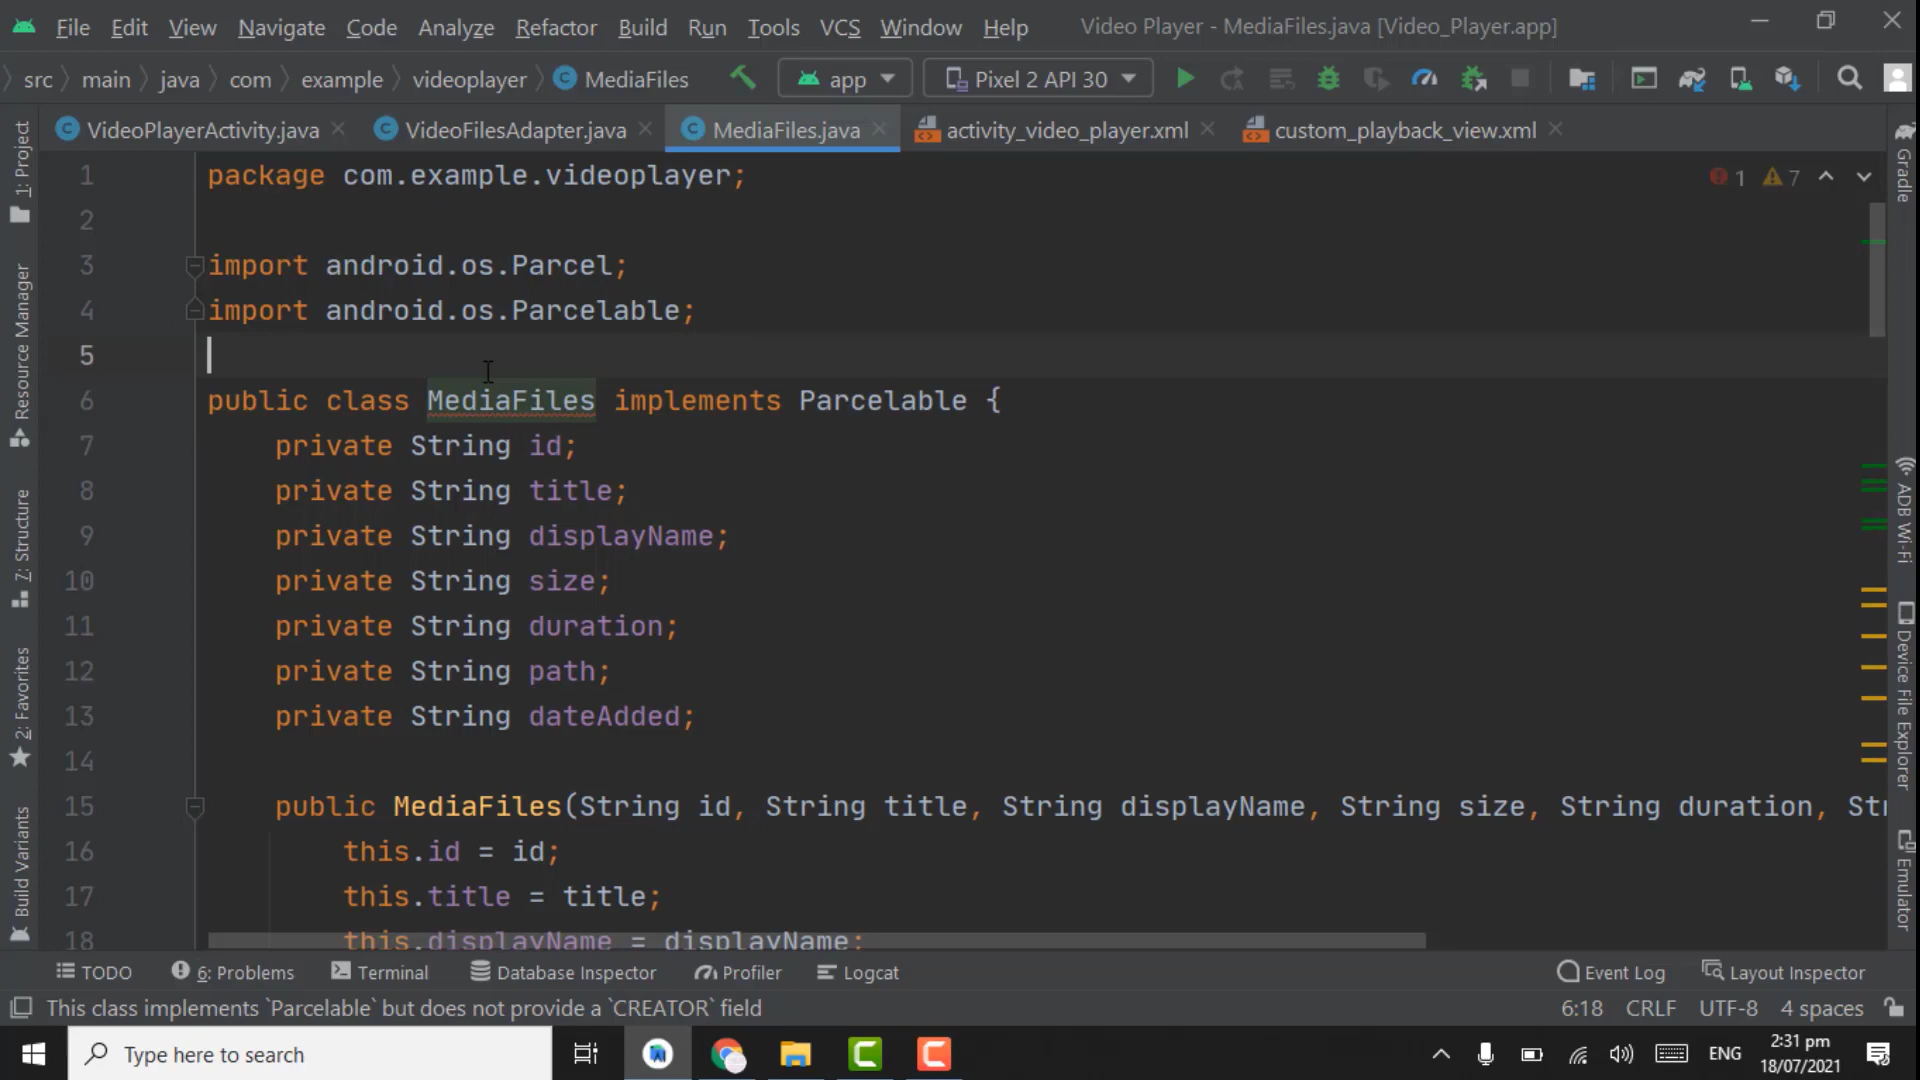 File Edit View Navigate Code Analyze Refactor Build Run Tools VCS Window Help Video Player - MediaFiles.java [Video_Player.app]
src main java com example videoplayer MediaFiles app Pixel 2 API 30
VideoPlayerActivity.java VideoFilesAdapter.java MediaFiles.java activity_video_player.xml custom_playback_view.xml
1 package com.example.videoplayer; 1 7
2
3 import android.os.Parcel;
4 import android.os.Parcelable;
5
6 public class MediaFiles implements Parcelable {
7 private String id;
8 private String title;
9 private String displayName;
10 private String size;
11 private String duration;
12 private String path;
13 private String dateAdded;
14
15 public MediaFiles(String id, String title, String displayName, String size, String duration, Str
16 this.id = id;
17 this.title = title;
18 this.displayName = displayName;
1: Project
Resource Manager
7: Structure
2: Favorites
Build Variants
Gradle
ADB Wi-Fi
Device File Explorer
Emulator
TODO 6: Problems Terminal Database Inspector Profiler Logcat Event Log Layout Inspector
This class implements `Parcelable` but does not provide a `CREATOR` field 6:18 CRLF UTF-8 4 spaces
Type here to search ENG 2:31 pm
18/07/2021